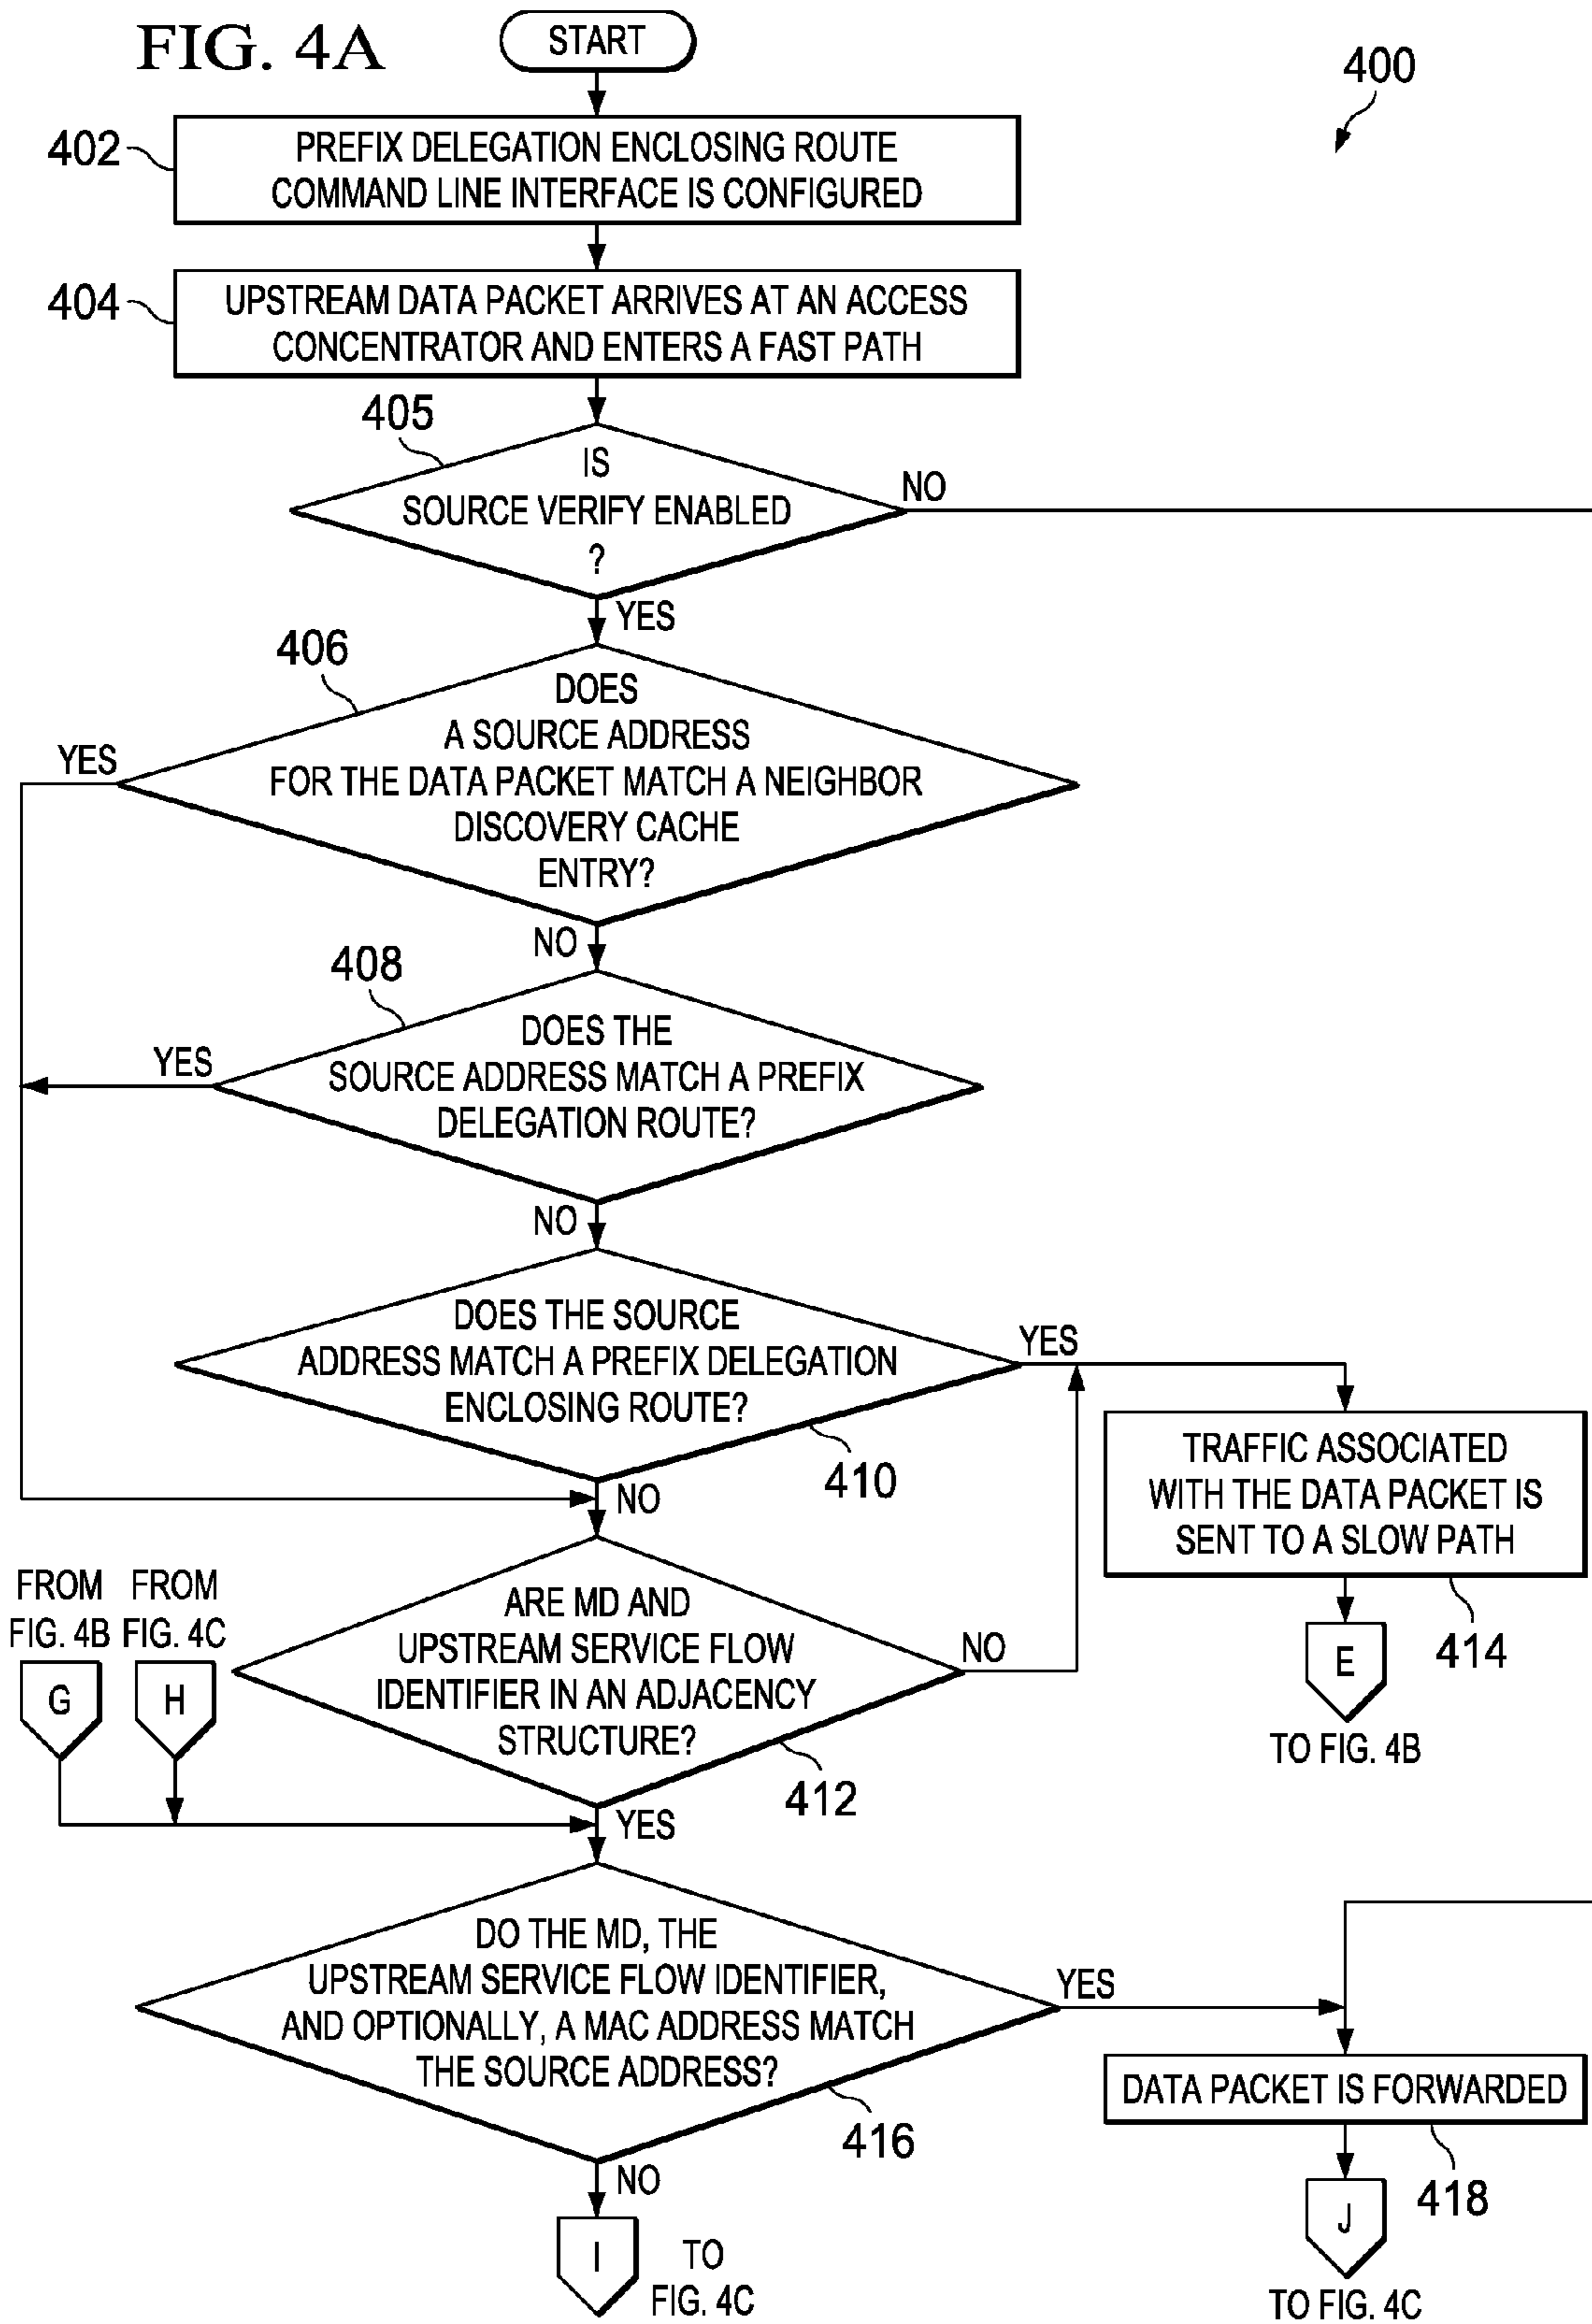 FIG. 4A
START
400
402
PREFIX DELEGATION ENCLOSING ROUTE
COMMAND LINE INTERFACE IS CONFIGURED
404
UPSTREAM DATA PACKET ARRIVES AT AN ACCESS
CONCENTRATOR AND ENTERS A FAST PATH
405
IS
SOURCE VERIFY ENABLED
?
NO
YES
406
DOES
A SOURCE ADDRESS
FOR THE DATA PACKET MATCH A NEIGHBOR
DISCOVERY CACHE
ENTRY?
YES
NO
408
DOES THE
SOURCE ADDRESS MATCH A PREFIX
DELEGATION ROUTE?
YES
NO
DOES THE SOURCE
ADDRESS MATCH A PREFIX DELEGATION
ENCLOSING ROUTE?
YES
410
NO
TRAFFIC ASSOCIATED
WITH THE DATA PACKET IS
SENT TO A SLOW PATH
414
E
TO FIG. 4B
FROM
FIG. 4B
G
FROM
FIG. 4C
H
ARE MD AND
UPSTREAM SERVICE FLOW
IDENTIFIER IN AN ADJACENCY
STRUCTURE?
NO
412
YES
DO THE MD, THE
UPSTREAM SERVICE FLOW IDENTIFIER,
AND OPTIONALLY, A MAC ADDRESS MATCH
THE SOURCE ADDRESS?
YES
416
NO
DATA PACKET IS FORWARDED
418
I
TO
FIG. 4C
J
TO FIG. 4C